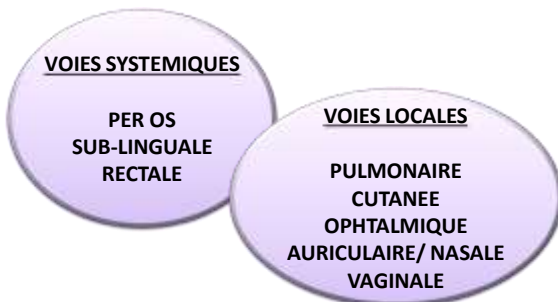 VOIES SYSTEMIQUES
PER OS
SUB-LINGUALE
RECTALE
VOIES LOCALES
PULMONAIRE
CUTANEE
OPHTALMIQUE
AURICULAIRE/ NASALE
VAGINALE